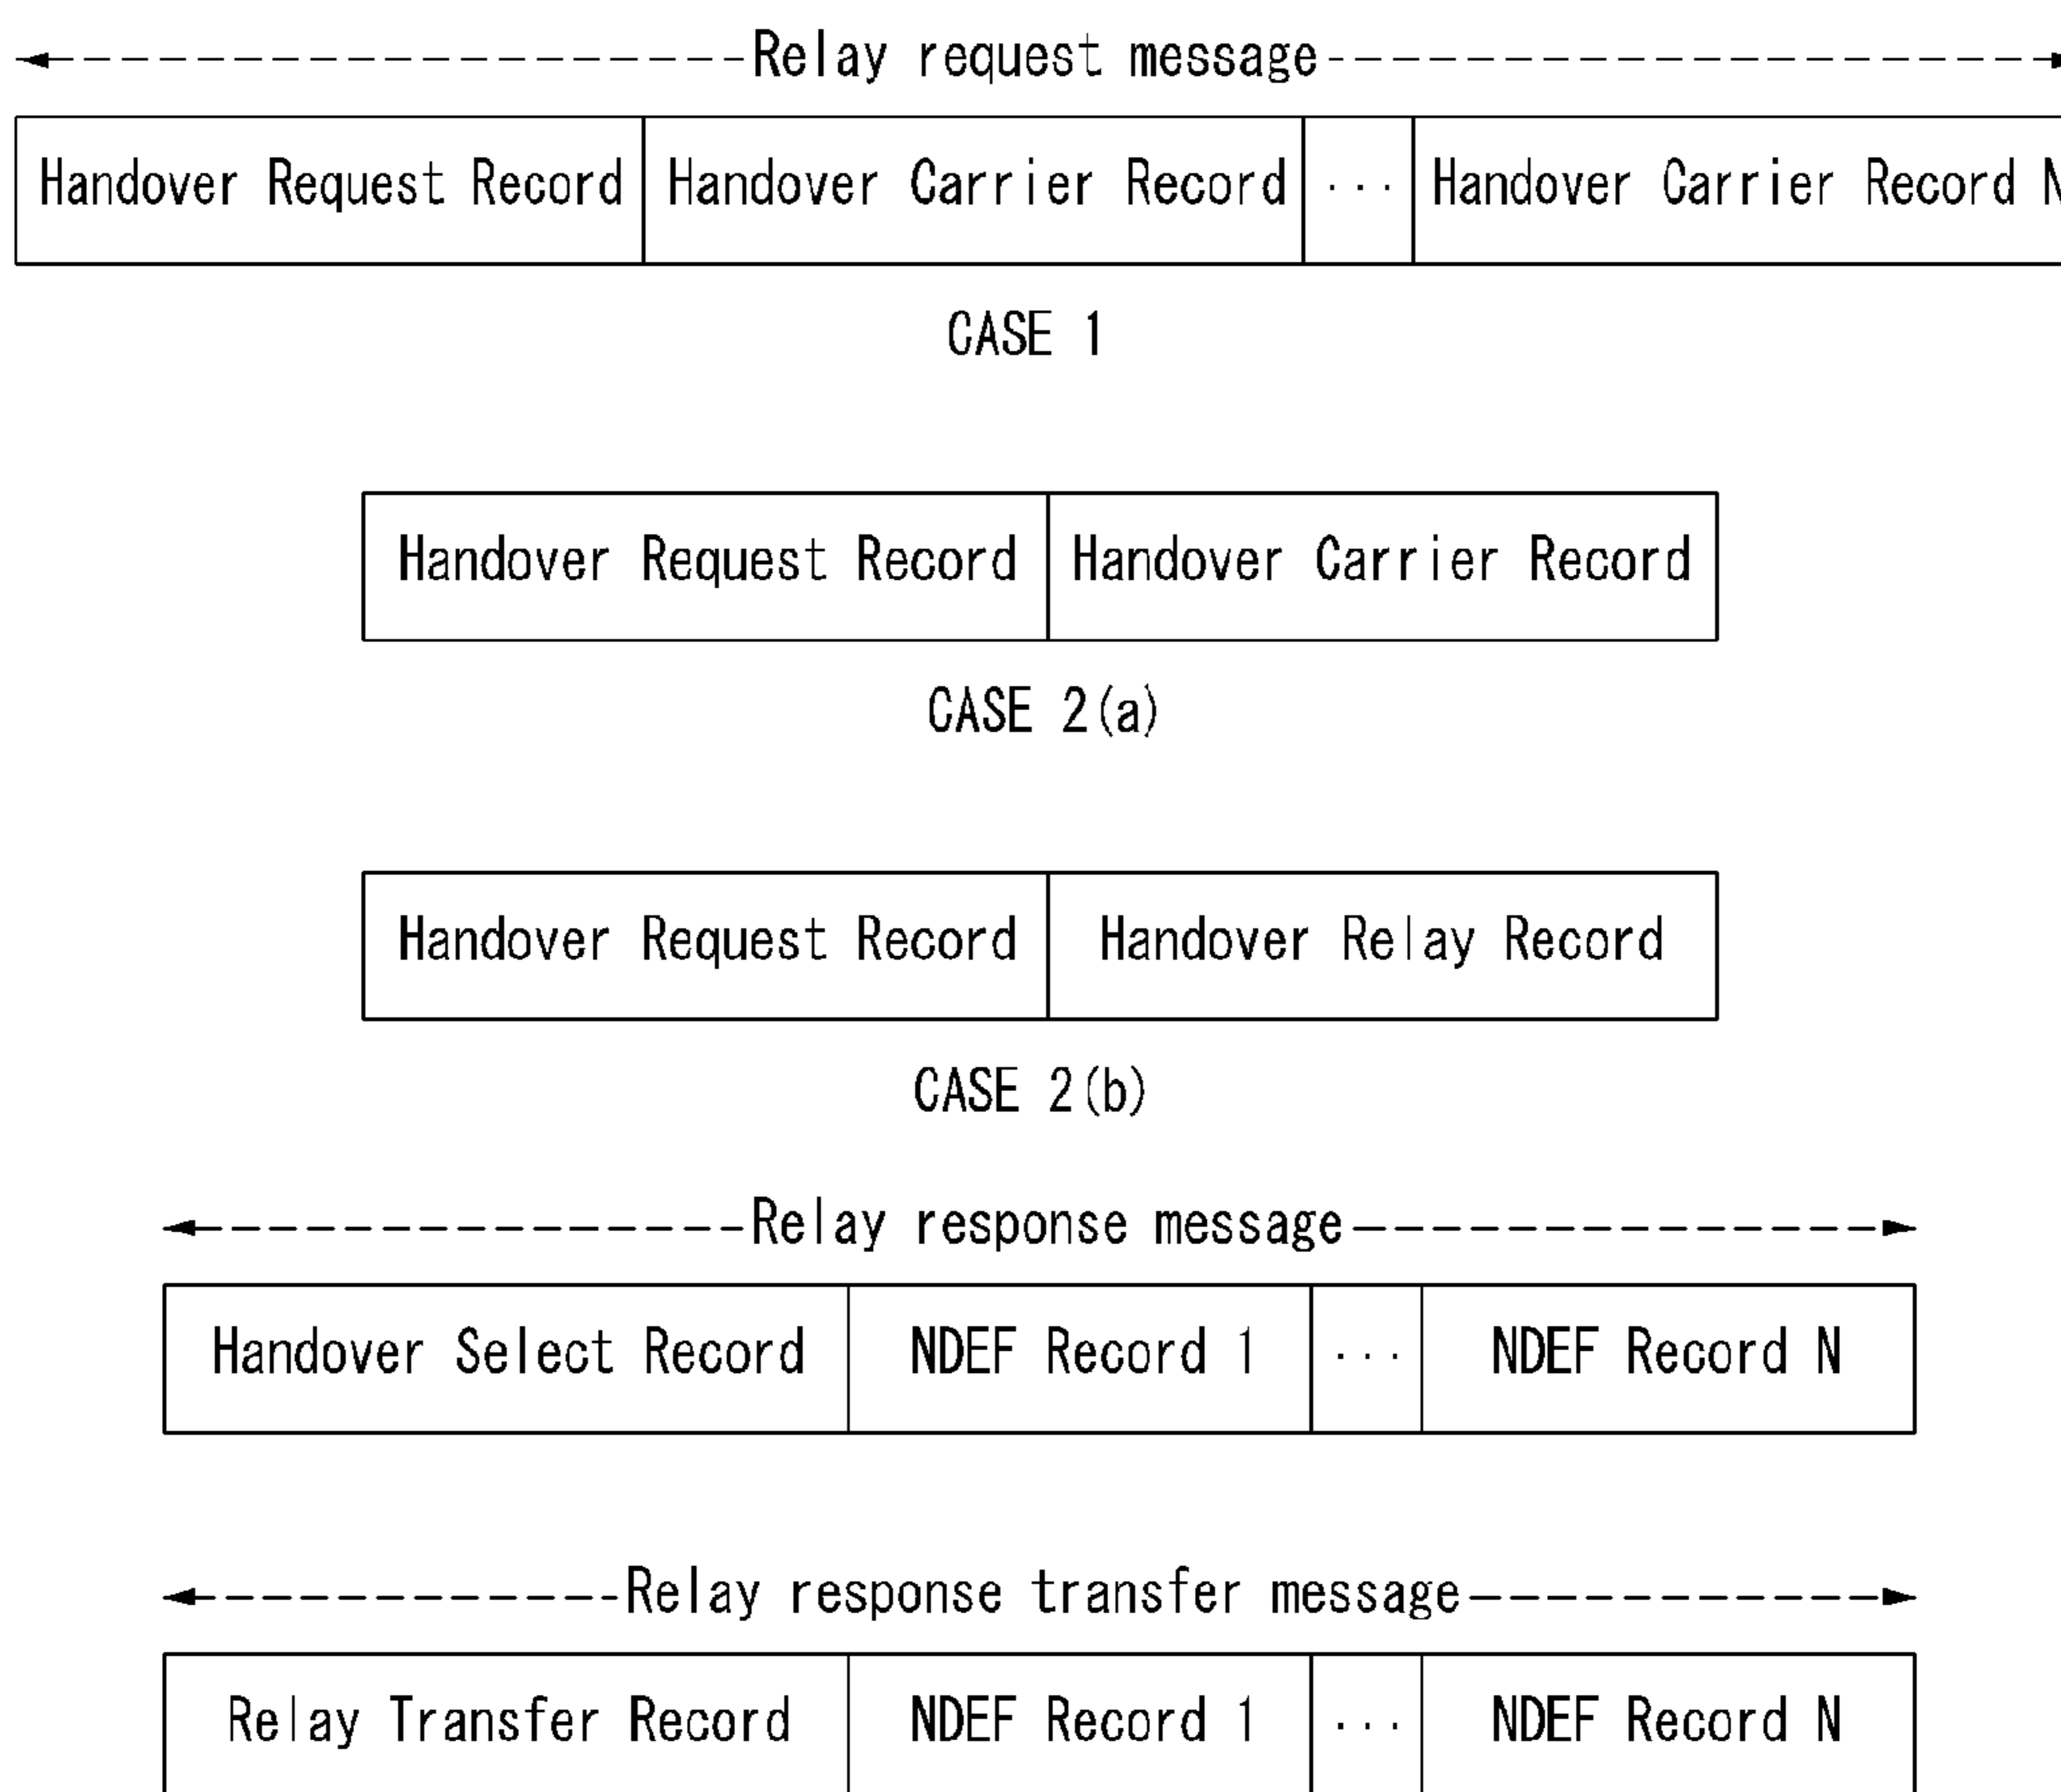 Relay request message
Handover Request Record Handover Carrier Record ... Handover Carrier Record N
CASE 1
Handover Request Record Handover Carrier Record
CASE 2(a)
Handover Request Record Handover Relay Record
CASE 2(b)
Relay response message
Handover Select Record NDEF Record 1 ... NDEF Record N
Relay response transfer message
Relay Transfer Record NDEF Record 1 ... NDEF Record N